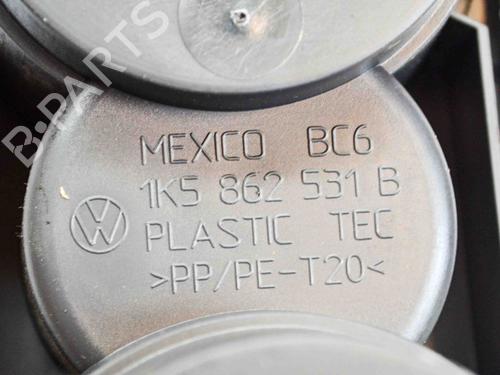 B-PARTS
MEXICO BC6
1K5 862 531 B
PLASTIC TEC
>PP/PE-T20<